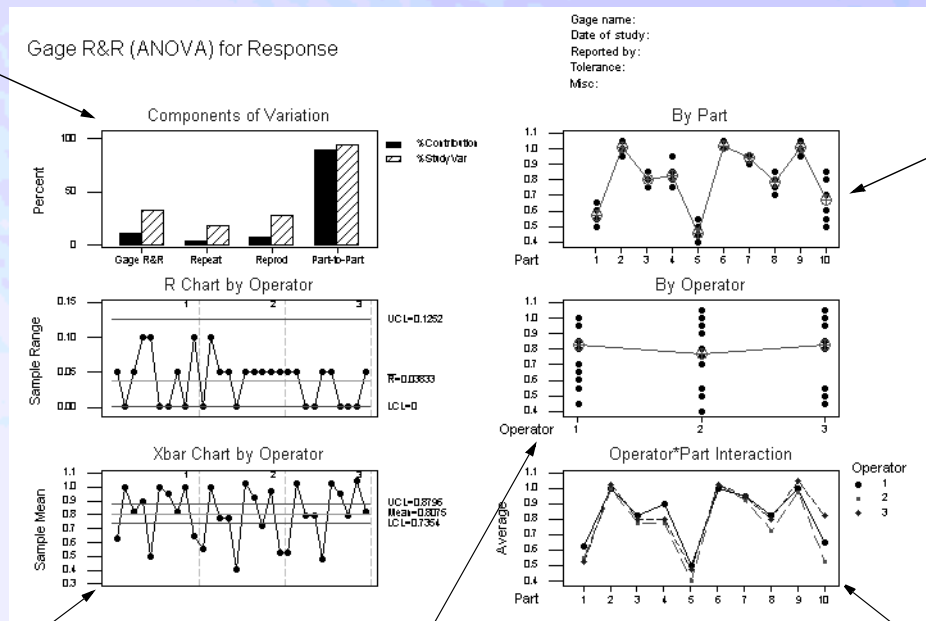 Gage R&R (ANOVA) for Response
Gage name:
Date of study:
Reported by:
Tolerance:
Misc:
Components of Variation
100
50
0
Percent
Gage R&R Repeat Reprod Part-to-Part
%Contribution
%Study Var
By Part
1.1
1.0
0.9
0.8
0.7
0.6
0.5
0.4
Part 1 2 3 4 5 6 7 8 9 10
R Chart by Operator
0.15
0.10
0.05
0.00
Sample Range
1 2 3
UCL=0.1252
R=0.03833
LCL=0
By Operator
1.1
1.0
0.9
0.8
0.7
0.6
0.5
0.4
Operator 1 2 3
Xbar Chart by Operator
1.1
1.0
0.9
0.8
0.7
0.6
0.5
0.4
0.3
Sample Mean
1 2 3
UCL=0.8796
Mean=0.8075
LCL=0.7354
Operator*Part Interaction
1.1
1.0
0.9
0.8
0.7
0.6
0.5
0.4
Average
Part 1 2 3 4 5 6 7 8 9 10
Operator
1
2
3